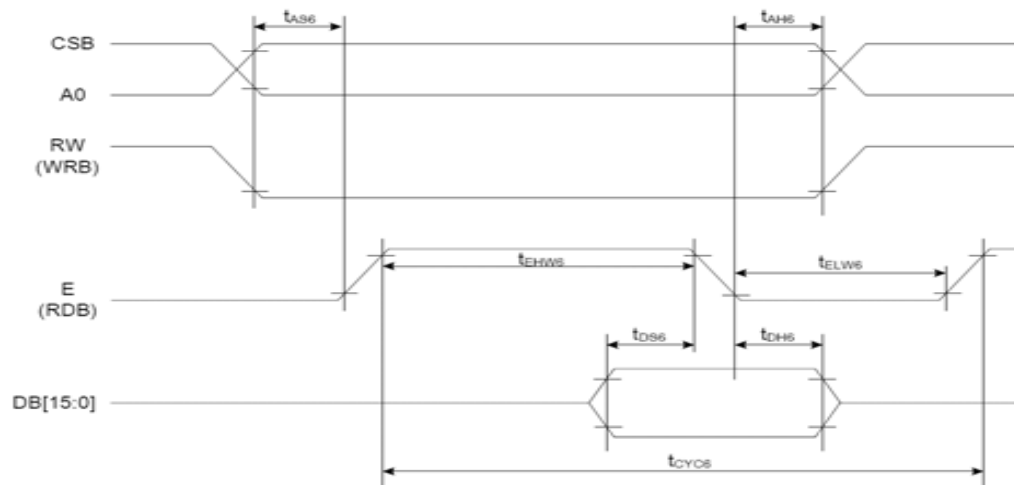 tAS6
tAH6
CSB
A0
RW
(WRB)
tEHW6
tELW6
E
(RDB)
tDS6
tDH6
DB[15:0]
tCYC6